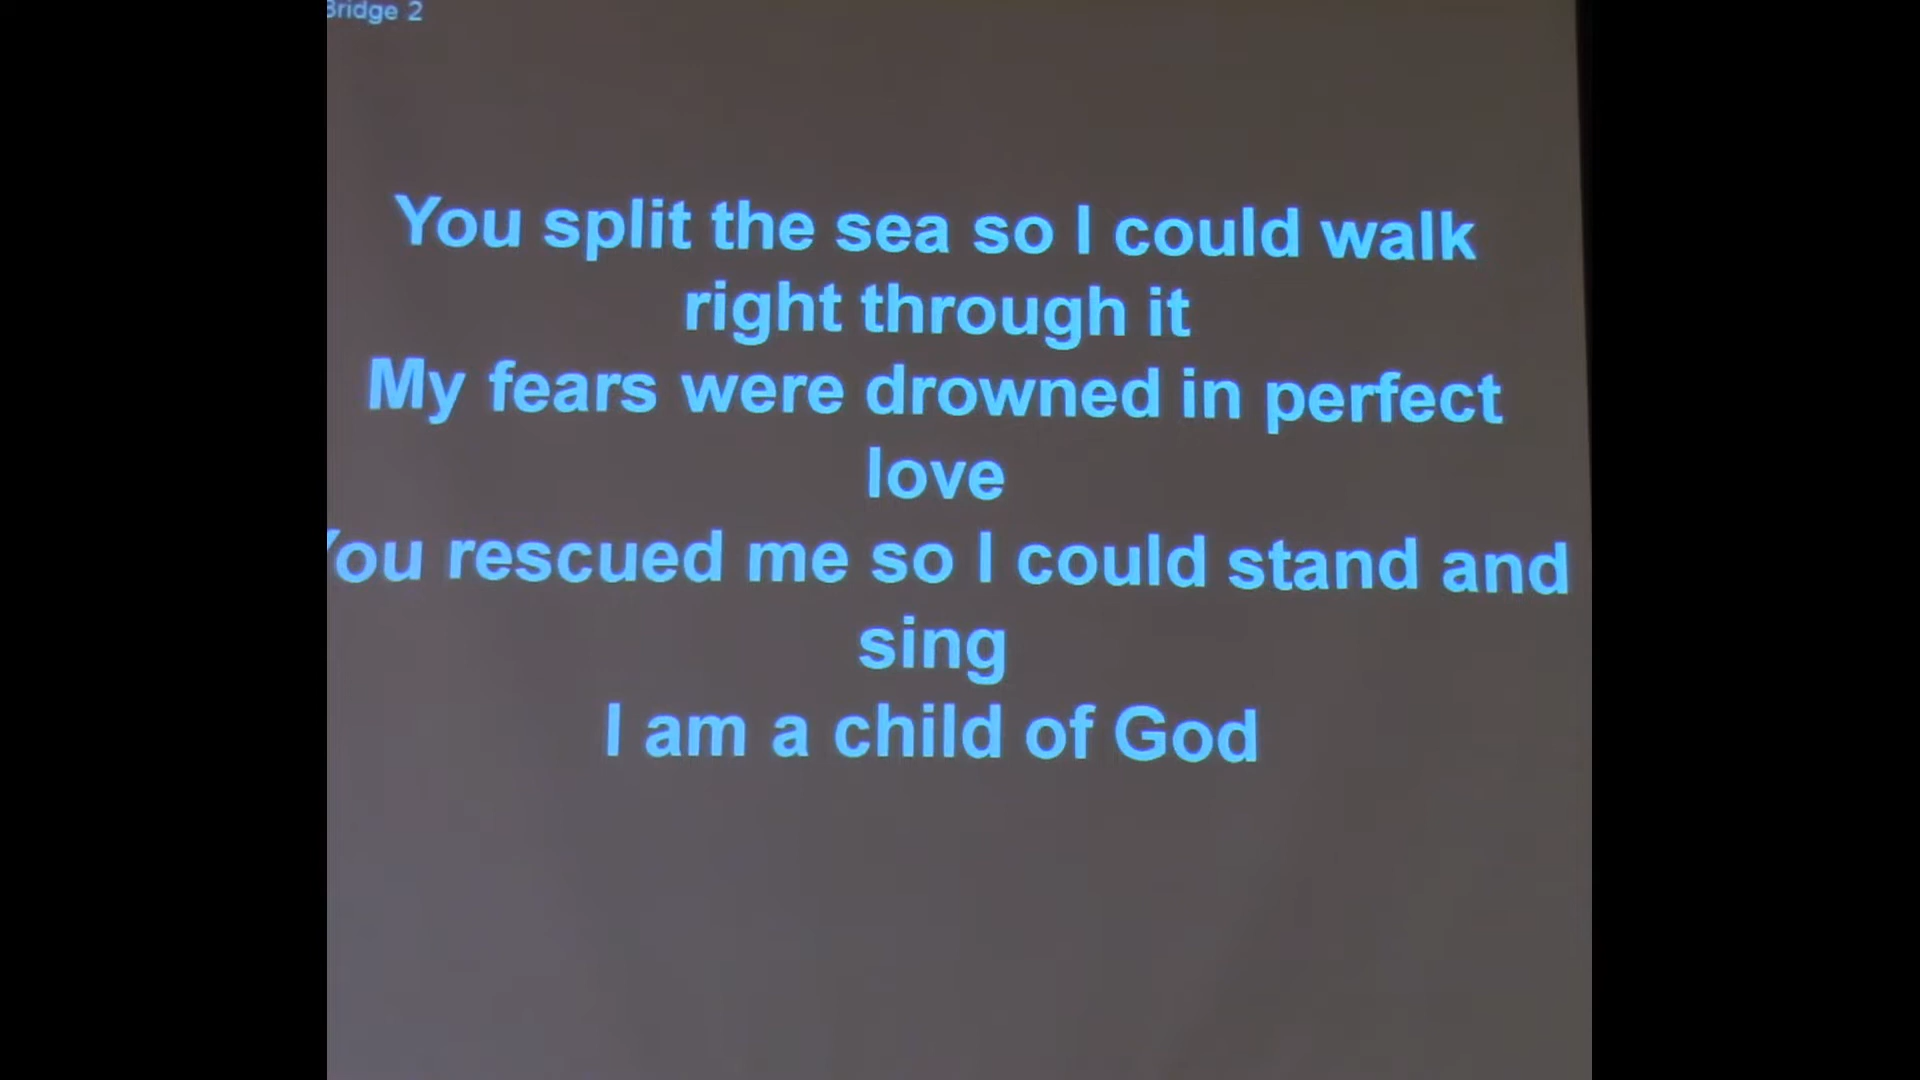 Bridge 2
You split the sea so I could walk
right through it
My fears were drowned in perfect
love
You rescued me so I could stand and
sing
I am a child of God